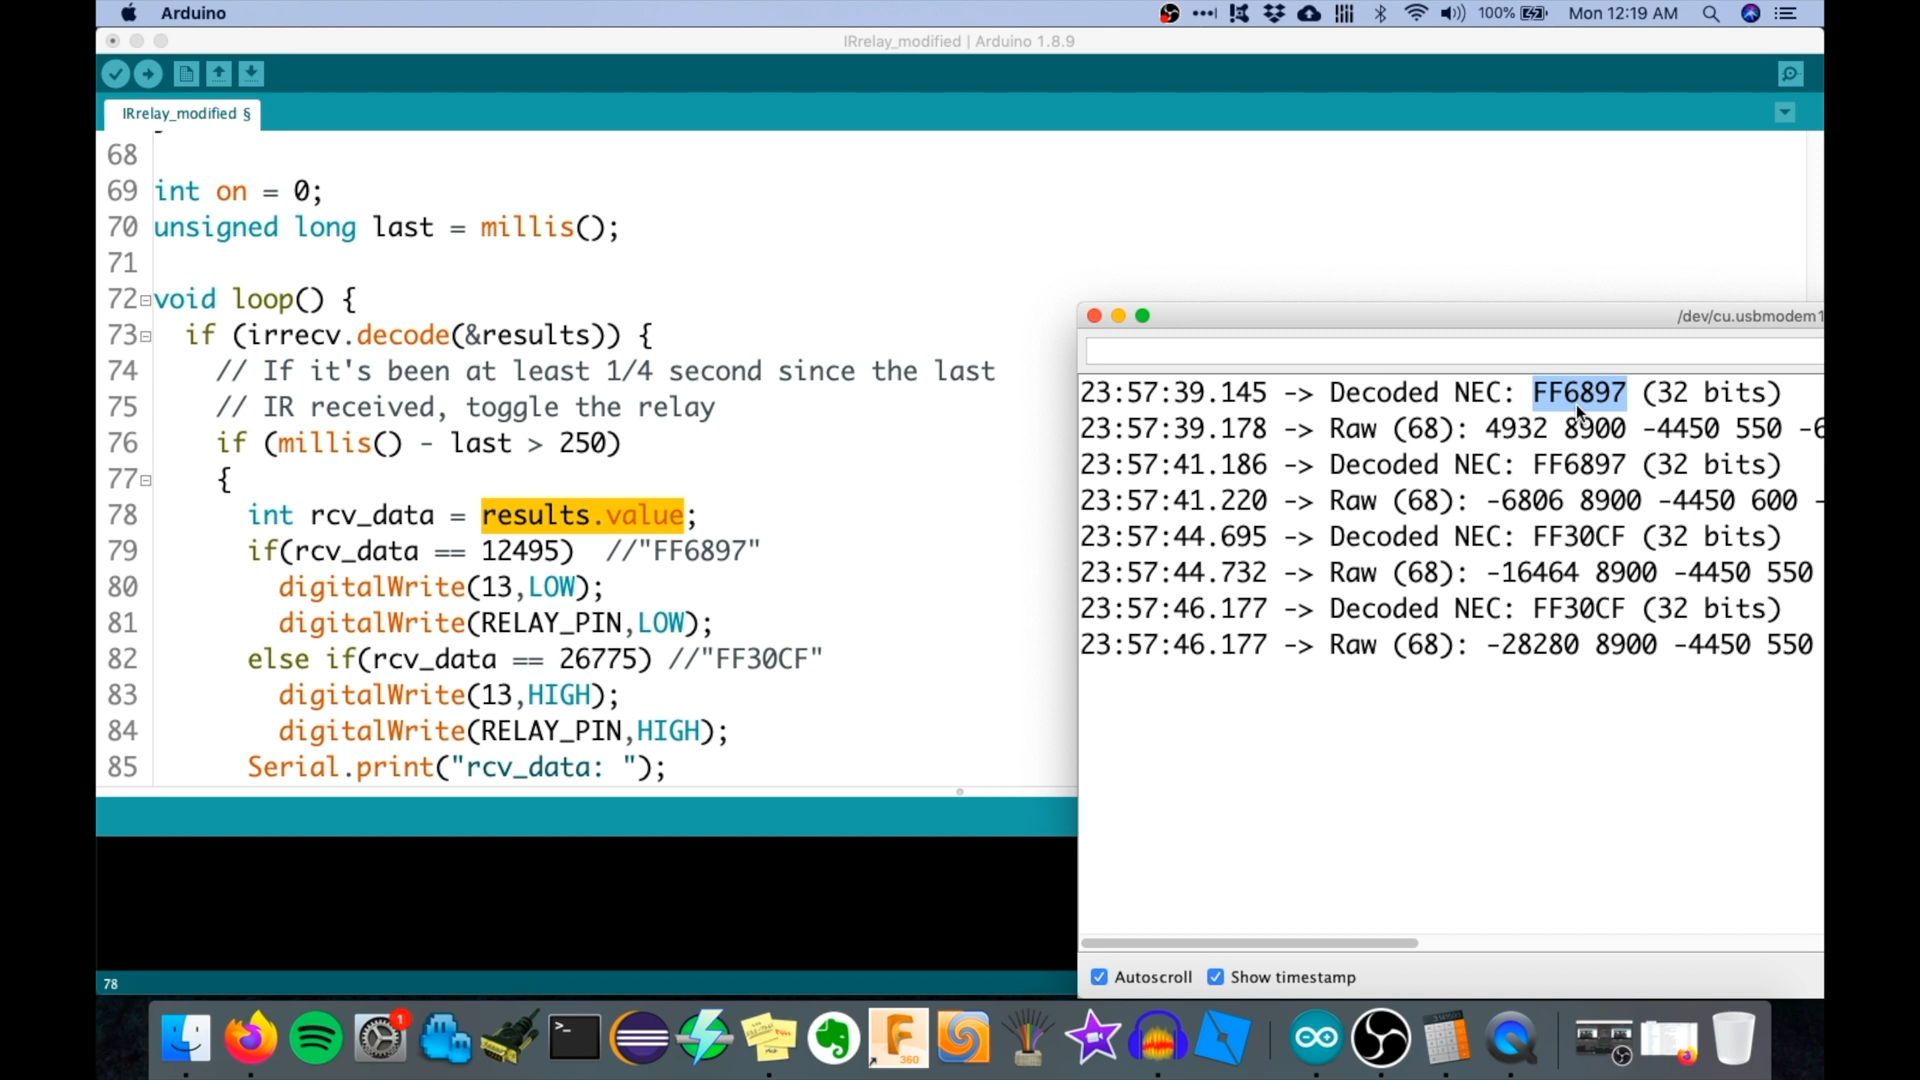 Arduino
100%
Mon 12:19 AM
IRrelay_modified | Arduino 1.8.9
IRrelay_modified §
68
69 int on = 0;
70 unsigned long last = millis();
71
72 void loop() {
73 if (irrecv.decode(&results)) {
74 // If it's been at least 1/4 second since the last
75 // IR received, toggle the relay
76 if (millis() - last > 250)
77 {
78 int rcv_data = results.value;
79 if(rcv_data == 12495) //"FF6897"
80 digitalWrite(13,LOW);
81 digitalWrite(RELAY_PIN,LOW);
82 else if(rcv_data == 26775) //"FF30CF"
83 digitalWrite(13,HIGH);
84 digitalWrite(RELAY_PIN,HIGH);
85 Serial.print("rcv_data: ");
78
/dev/cu.usbmodem1
23:57:39.145 -> Decoded NEC: FF6897 (32 bits)
23:57:39.178 -> Raw (68): 4932 8900 -4450 550 -6
23:57:41.186 -> Decoded NEC: FF6897 (32 bits)
23:57:41.220 -> Raw (68): -6806 8900 -4450 600 -
23:57:44.695 -> Decoded NEC: FF30CF (32 bits)
23:57:44.732 -> Raw (68): -16464 8900 -4450 550
23:57:46.177 -> Decoded NEC: FF30CF (32 bits)
23:57:46.177 -> Raw (68): -28280 8900 -4450 550
Autoscroll
Show timestamp
1
360